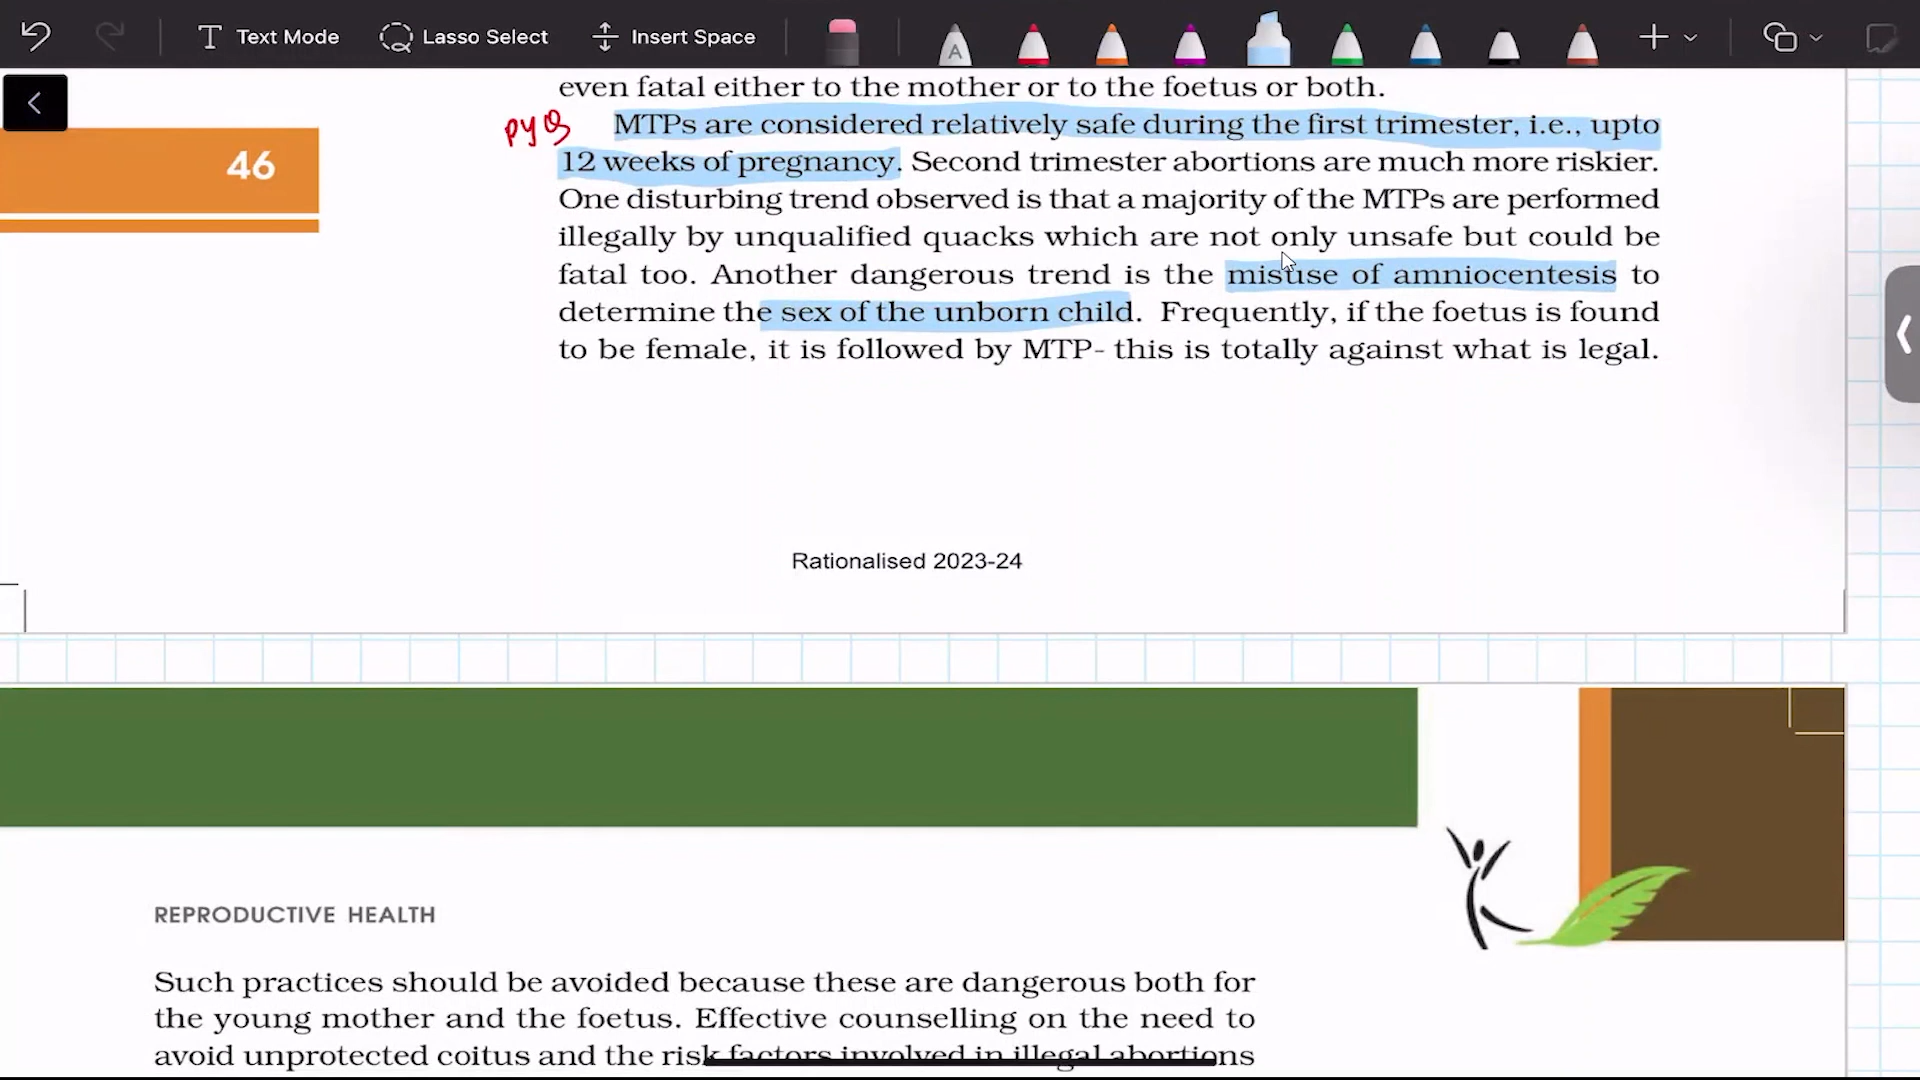 Text Mode Lasso Select Insert Space
A
even fatal either to the mother or to the foetus or both.
PYQ MTPs are considered relatively safe during the first trimester, i.e., upto
46
12 weeks of pregnancy. Second trimester abortions are much more riskier.
One disturbing trend observed is that a majority of the MTPs are performed
illegally by unqualified quacks which are not only unsafe but could be
fatal too. Another dangerous trend is the misuse of amniocentesis to
determine the sex of the unborn child. Frequently, if the foetus is found
to be female, it is followed by MTP- this is totally against what is legal.
Rationalised 2023-24
REPRODUCTIVE HEALTH
Such practices should be avoided because these are dangerous both for
the young mother and the foetus. Effective counselling on the need to
avoid unprotected coitus and the risk factors involved in illegal abortions